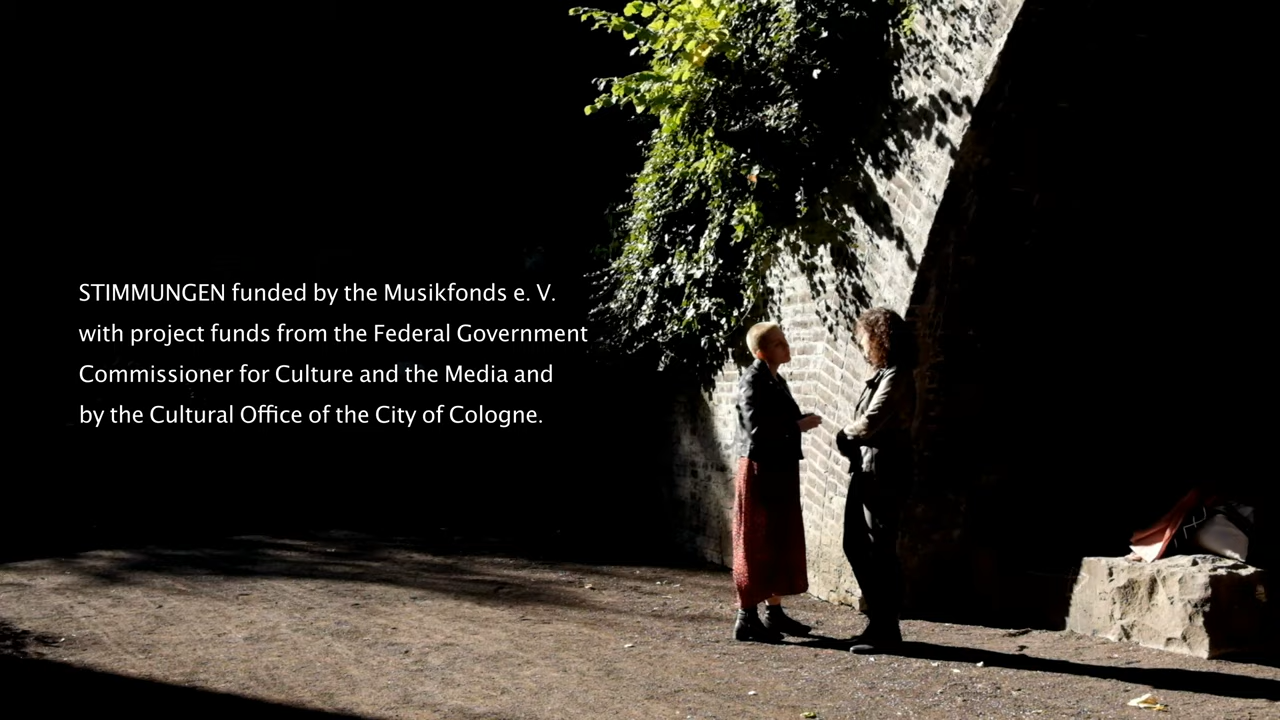 STIMMUNGEN funded by the Musikfonds e. V.
with project funds from the Federal Government
Commissioner for Culture and the Media and
by the Cultural Office of the City of Cologne.